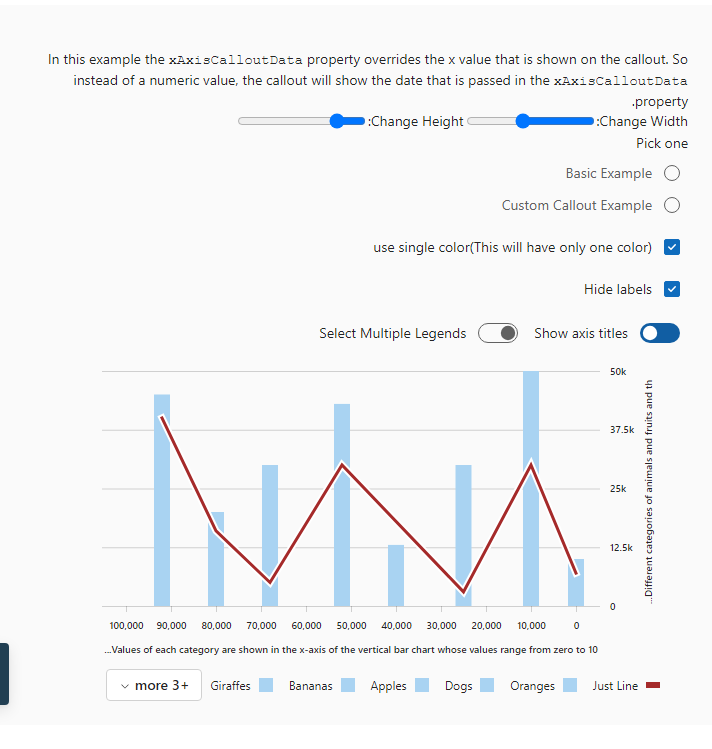 In this example the xAxisCalloutData property overrides the x value that is shown on the callout. So
instead of a numeric value, the callout will show the date that is passed in the xAxisCalloutData
.property
:Change Width
:Change Height
Pick one
Basic Example
Custom Callout Example
use single color(This will have only one color)
Hide labels
Show axis titles
Select Multiple Legends
50k
37.5k
25k
12.5k
0
...Different categories of animals and fruits and th
100,000 90,000 80,000 70,000 60,000 50,000 40,000 30,000 20,000 10,000 0
...Values of each category are shown in the x-axis of the vertical bar chart whose values range from zero to 10
Just Line
Oranges
Dogs
Apples
Bananas
Giraffes
more 3+